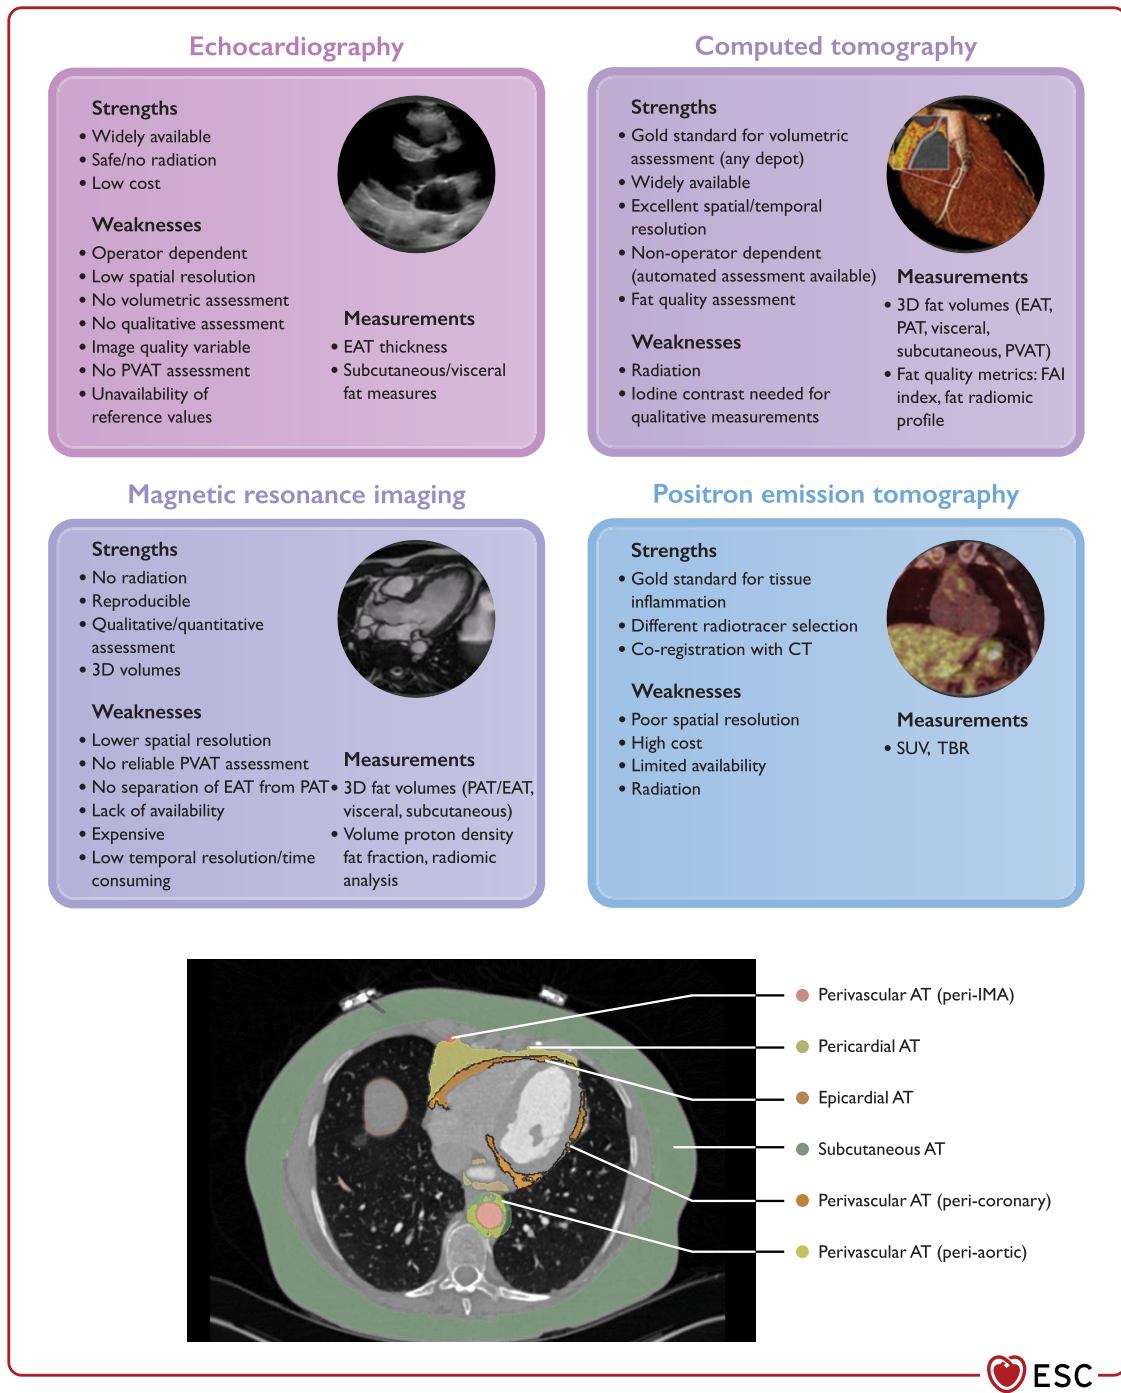 Echocardiography
Strengths
• Widely available
• Safe/no radiation
• Low cost
Weaknesses
• Operator dependent
• Low spatial resolution
• No volumetric assessment
• No qualitative assessment
• Image quality variable
• No PVAT assessment
• Unavailability of
reference values
Measurements
• EAT thickness
• Subcutaneous/visceral
fat measures
Computed tomography
Strengths
• Gold standard for volumetric
assessment (any depot)
• Widely available
• Excellent spatial/temporal
resolution
• Non-operator dependent
(automated assessment available)
• Fat quality assessment
Weaknesses
• Radiation
• Iodine contrast needed for
qualitative measurements
Measurements
• 3D fat volumes (EAT,
PAT, visceral,
subcutaneous, PVAT)
• Fat quality metrics: FAI
index, fat radiomic
profile
Magnetic resonance imaging
Strengths
• No radiation
• Reproducible
• Qualitative/quantitative
assessment
• 3D volumes
Weaknesses
• Lower spatial resolution
• No reliable PVAT assessment
• No separation of EAT from PAT
• Lack of availability
• Expensive
• Low temporal resolution/time
consuming
Measurements
• 3D fat volumes (PAT/EAT,
visceral, subcutaneous)
• Volume proton density
fat fraction, radiomic
analysis
Positron emission tomography
Strengths
• Gold standard for tissue
inflammation
• Different radiotracer selection
• Co-registration with CT
Weaknesses
• Poor spatial resolution
• High cost
• Limited availability
• Radiation
Measurements
• SUV, TBR
Perivascular AT (peri-IMA)
Pericardial AT
Epicardial AT
Subcutaneous AT
Perivascular AT (peri-coronary)
Perivascular AT (peri-aortic)
ESC